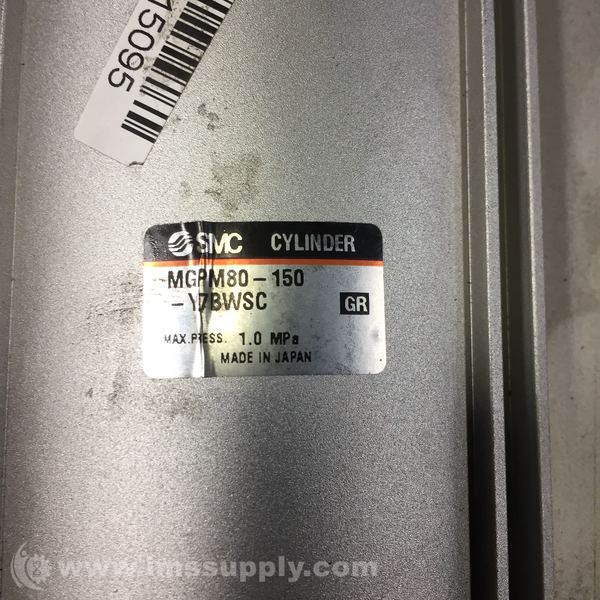 15095
SMC CYLINDER
MGPM80-150
-Y7BWSC
GR
MAX.PRESS. 1.0 MPa
MADE IN JAPAN
www.imssupply.com